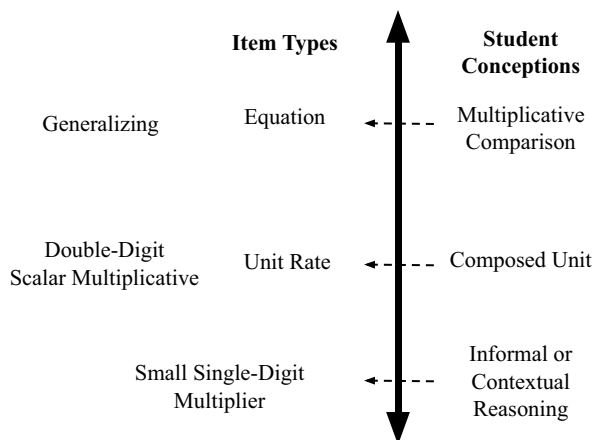 Item Types
Student
Conceptions
Generalizing
Equation
Multiplicative
Comparison
Double-Digit
Scalar Multiplicative
Unit Rate
Composed Unit
Small Single-Digit
Multiplier
Informal or
Contextual
Reasoning